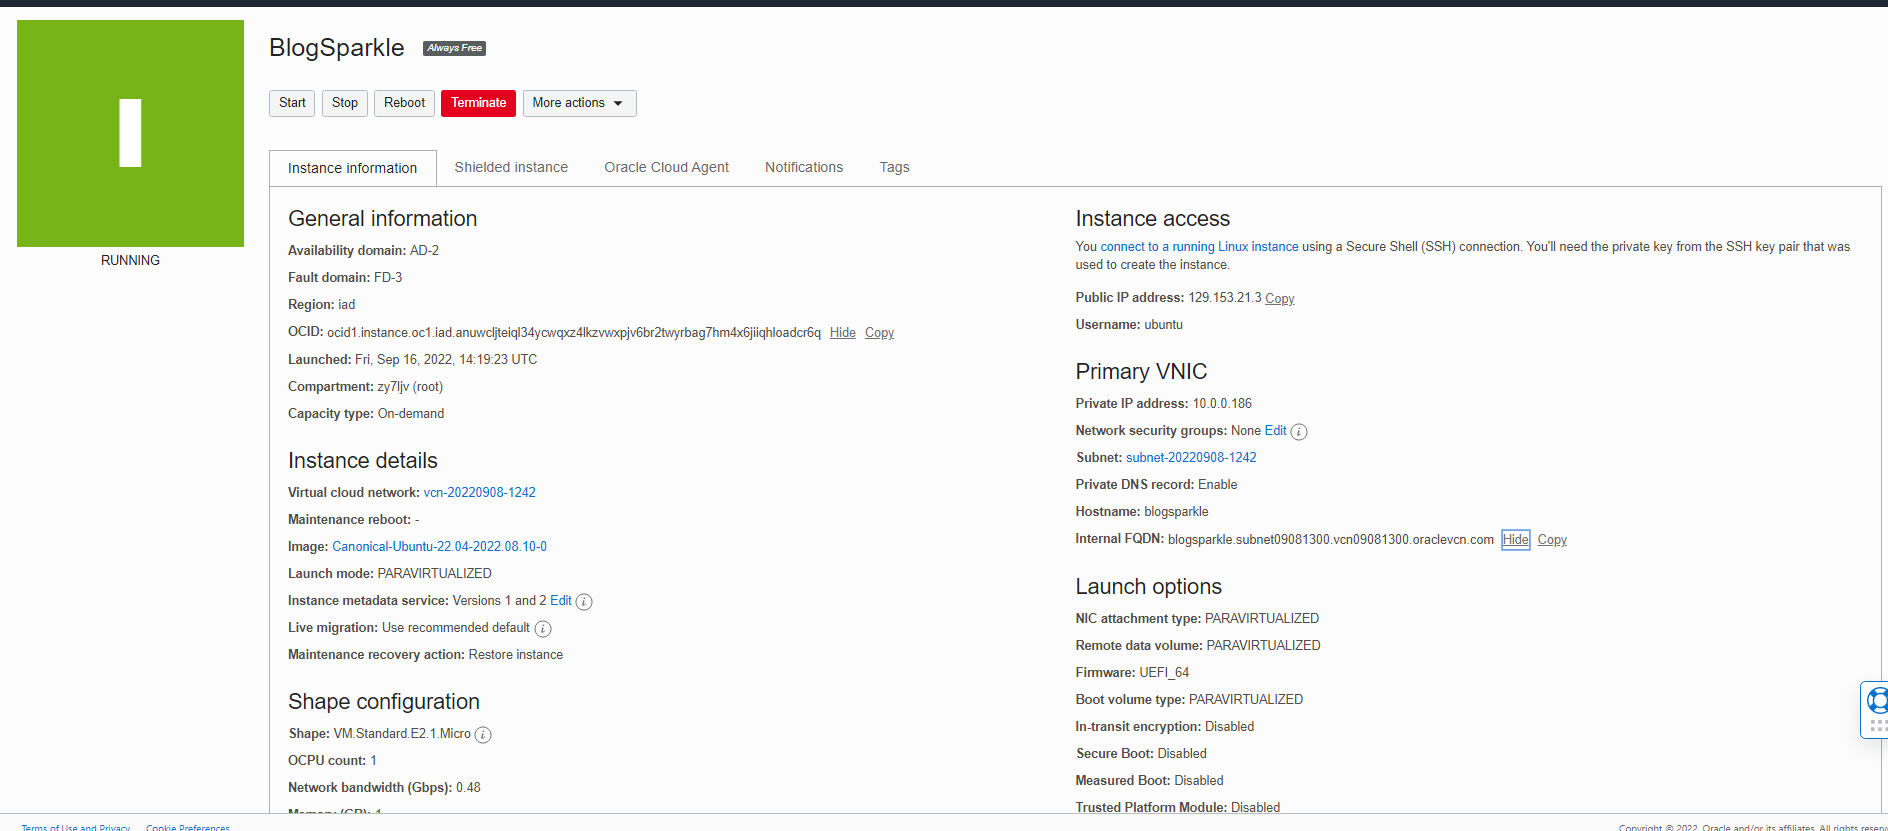 BlogSparkle Always Free
Start Stop Reboot Terminate More actions
RUNNING
Instance information Shielded instance Oracle Cloud Agent Notifications Tags
General information
Availability domain: AD-2
Fault domain: FD-3
Region: iad
OCID: ocid1.instance.oc1.iad.anuwcljteiql34ycwqxz4lkzvwxpjv6br2twyrbag7hm4x6jiiqhloadcr6q Hide Copy
Launched: Fri, Sep 16, 2022, 14:19:23 UTC
Compartment: zy7ljv (root)
Capacity type: On-demand
Instance details
Virtual cloud network: vcn-20220908-1242
Maintenance reboot: -
Image: Canonical-Ubuntu-22.04-2022.08.10-0
Launch mode: PARAVIRTUALIZED
Instance metadata service: Versions 1 and 2 Edit i
Live migration: Use recommended default i
Maintenance recovery action: Restore instance
Shape configuration
Shape: VM.Standard.E2.1.Micro i
OCPU count: 1
Network bandwidth (Gbps): 0.48
Memory (GB): 1
Instance access
You connect to a running Linux instance using a Secure Shell (SSH) connection. You'll need the private key from the SSH key pair that was
used to create the instance.
Public IP address: 129.153.21.3 Copy
Username: ubuntu
Primary VNIC
Private IP address: 10.0.0.186
Network security groups: None Edit i
Subnet: subnet-20220908-1242
Private DNS record: Enable
Hostname: blogsparkle
Internal FQDN: blogsparkle.subnet09081300.vcn09081300.oraclevcn.com Hide Copy
Launch options
NIC attachment type: PARAVIRTUALIZED
Remote data volume: PARAVIRTUALIZED
Firmware: UEFI_64
Boot volume type: PARAVIRTUALIZED
In-transit encryption: Disabled
Secure Boot: Disabled
Measured Boot: Disabled
Trusted Platform Module: Disabled
Terms of Use and Privacy Cookie Preferences
Copyright © 2022, Oracle and/or its affiliates. All rights